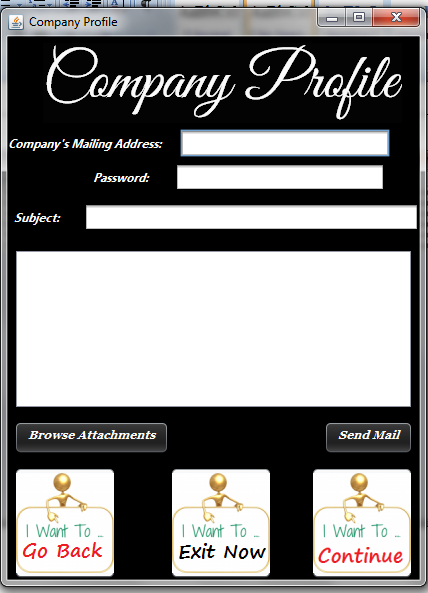 Company Profile
Company Profile
Company's Mailing Address:
Password:
Subject:
Browse Attachments
Send Mail
I Want To ..
Go Back
I Want To ..
Exit Now
I Want To ..
Continue